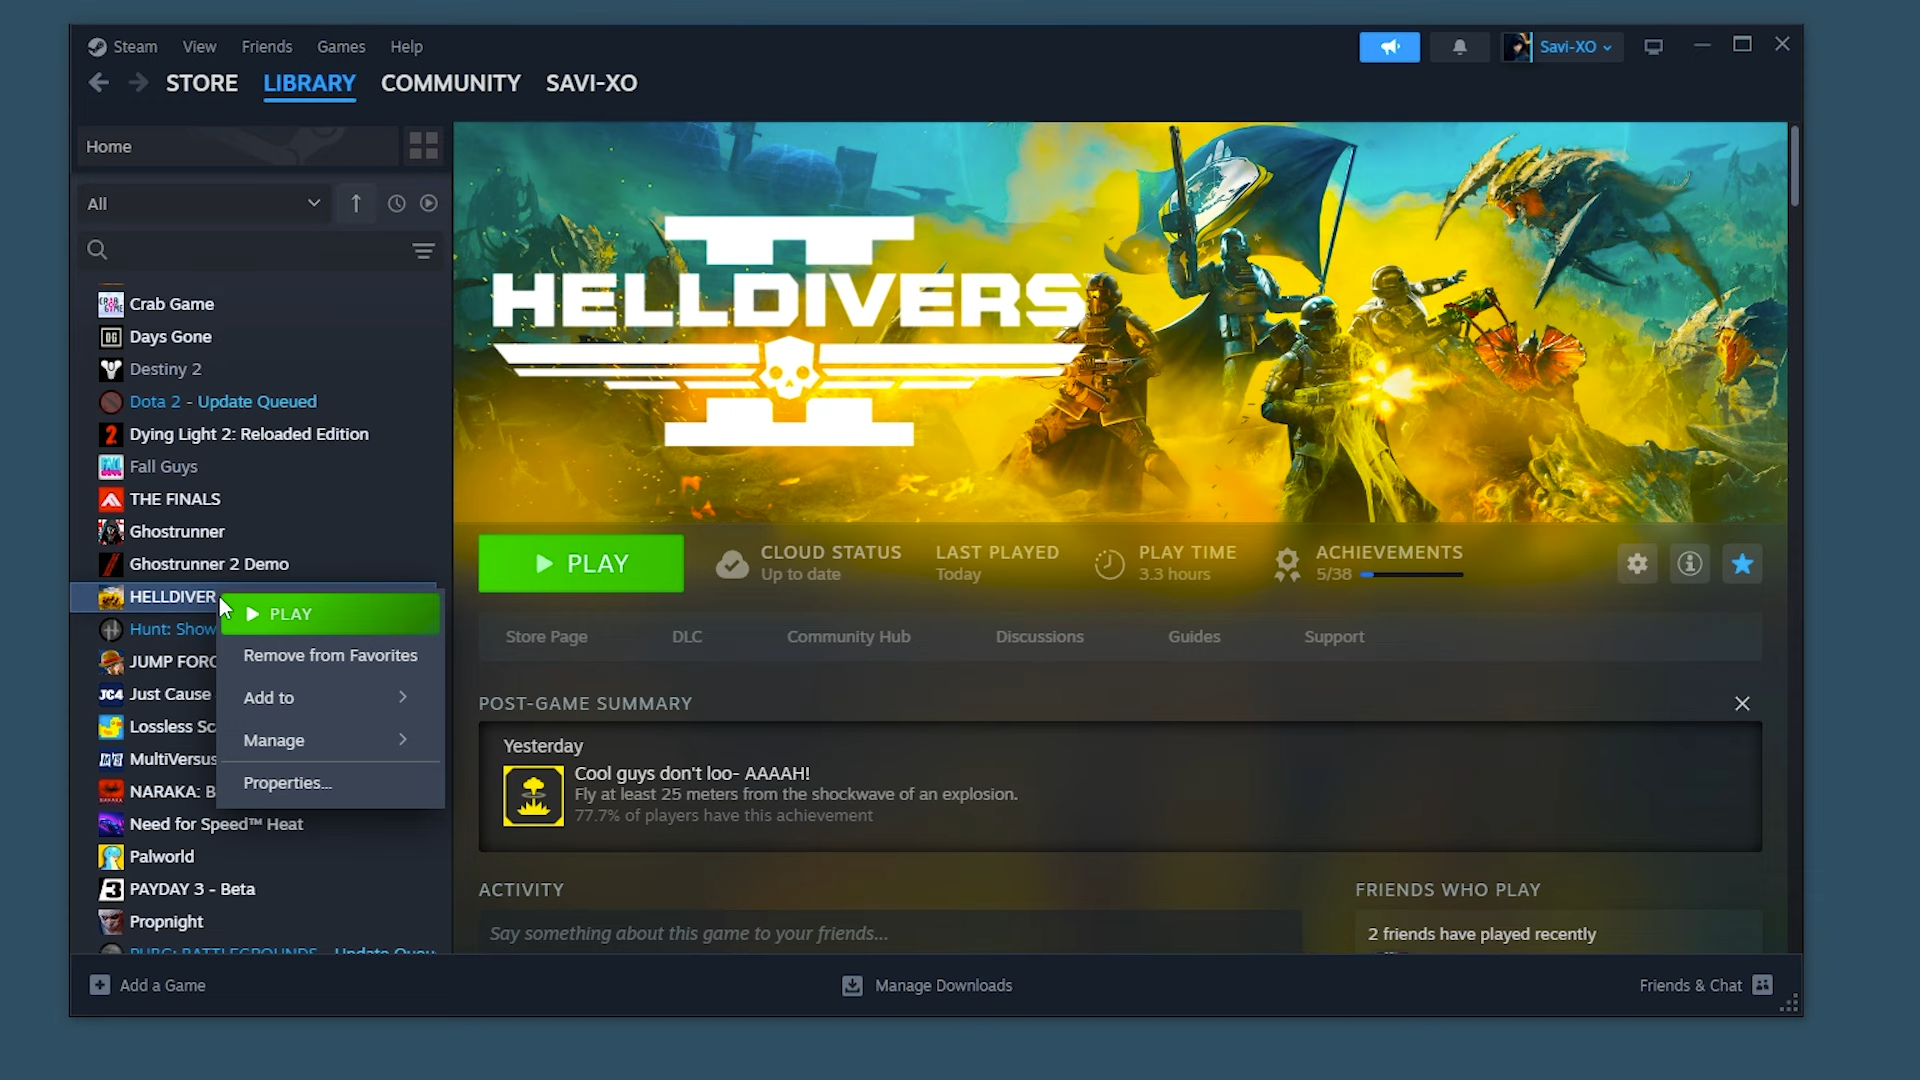 Steam View Friends Games Help
Savi-XO
STORE LIBRARY COMMUNITY SAVI-XO
Home
All
Crab Game
Days Gone
Destiny 2
Dota 2 - Update Queued
Dying Light 2: Reloaded Edition
Fall Guys
THE FINALS
Ghostrunner
Ghostrunner 2 Demo
HELLDIVER
Hunt: Show
JUMP FORC
Just Cause
Lossless Sc
MultiVersus
NARAKA: B
Need for Speed™ Heat
Palworld
PAYDAY 3 - Beta
Propnight
PUBG: BATTLEGROUNDS - Update Queu
PLAY
Remove from Favorites
Add to
Manage
Properties...
HELLDIVERS™
II
PLAY
CLOUD STATUS
Up to date
LAST PLAYED
Today
PLAY TIME
3.3 hours
ACHIEVEMENTS
5/38
Store Page DLC Community Hub Discussions Guides Support
POST-GAME SUMMARY
Yesterday
Cool guys don't loo- AAAAH!
Fly at least 25 meters from the shockwave of an explosion.
77.7% of players have this achievement
ACTIVITY
Say something about this game to your friends...
FRIENDS WHO PLAY
2 friends have played recently
Add a Game
Manage Downloads
Friends & Chat